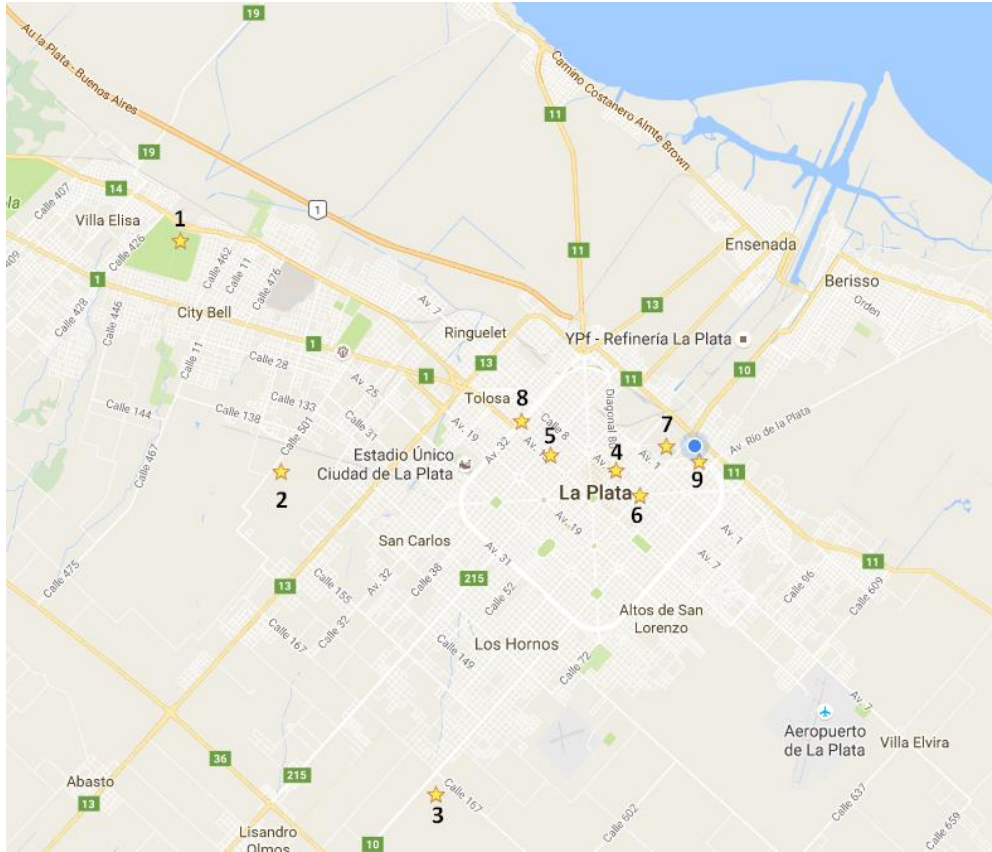 19
Au la Plata - Buenos Aires
Camino Costanero Almte Brown
11
19
14
Calle 407
1
ola
Villa Elisa
1
Calle 426
409
Calle 462
Calle 11
Calle 476
11
Ensenada
1
Berisso
Orden
Calle 428
Calle 446
City Bell
Av. 7
13
Ringuelet
YPf - Refinería La Plata
1
Calle 11
Calle 28
13
10
11
1
Av. 25
Tolosa
8
Diagonal 80
Calle 144
Calle 138
Calle 133
Calle 501
Calle 31
Av. 19
Av. 32
Calle 8
5
Av. 1
4
7
Av. 1
Av. Río de la Plata
Calle 467
Estadio Único
Ciudad de La Plata
9
11
2
La Plata
6
Av. 19
San Carlos
Av. 31
Av. 1
Av. 7
Calle 475
13
Calle 155
Av. 32
Calle 38
215
Calle 52
Calle 96
Calle 609
11
Calle 167
Calle 32
Calle 149
Los Hornos
Altos de San
Lorenzo
Calle 72
Av. 7
Aeropuerto
de La Plata
Villa Elvira
36
215
Abasto
13
Calle 167
3
Calle 637
Calle 602
Calle 659
Lisandro
Olmos
10